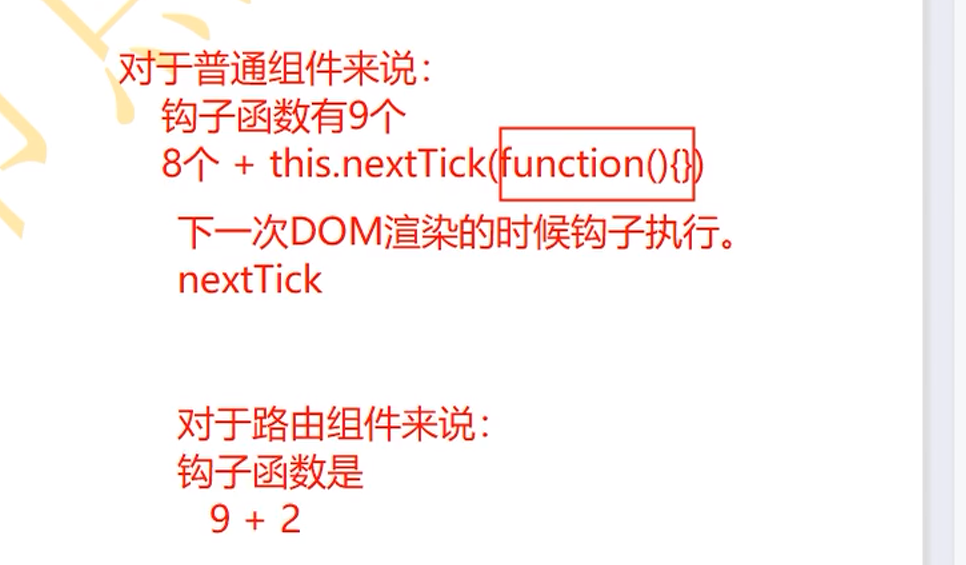 对于普通组件来说：
钩子函数有9个
8个 + this.nextTick(function(){})
下一次DOM渲染的时候钩子执行。
nextTick
对于路由组件来说：
钩子函数是
9 + 2